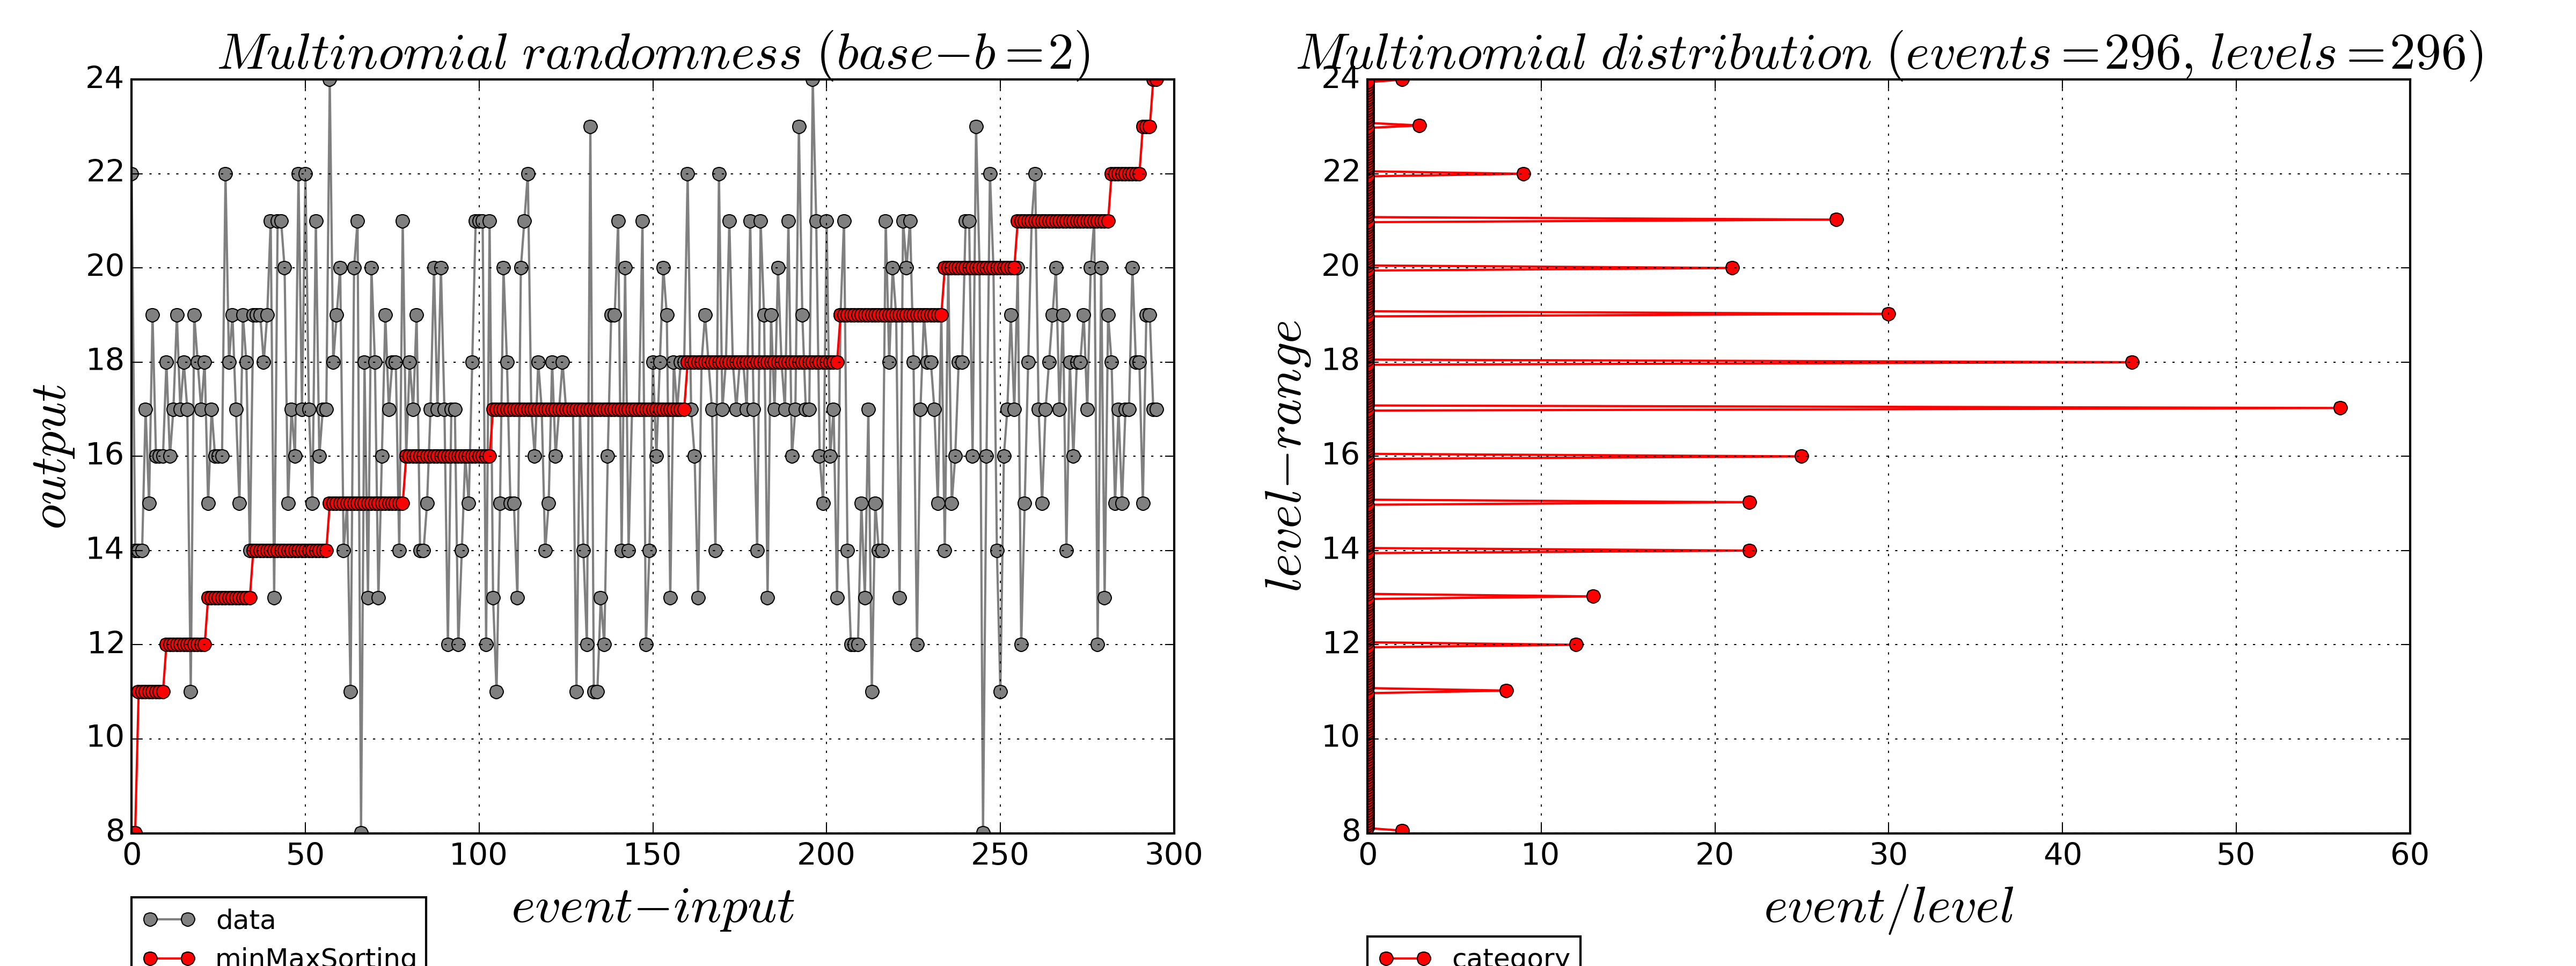 Multinomial randomness (base−b=2)
24
22
20
18
16
14
12
10
8
output
0 50 100 150 200 250 300
event−input
data
minMaxSorting
Multinomial distribution (events=296, levels=296)
24
22
20
18
16
14
12
10
8
level−range
0 10 20 30 40 50 60
event/level
category